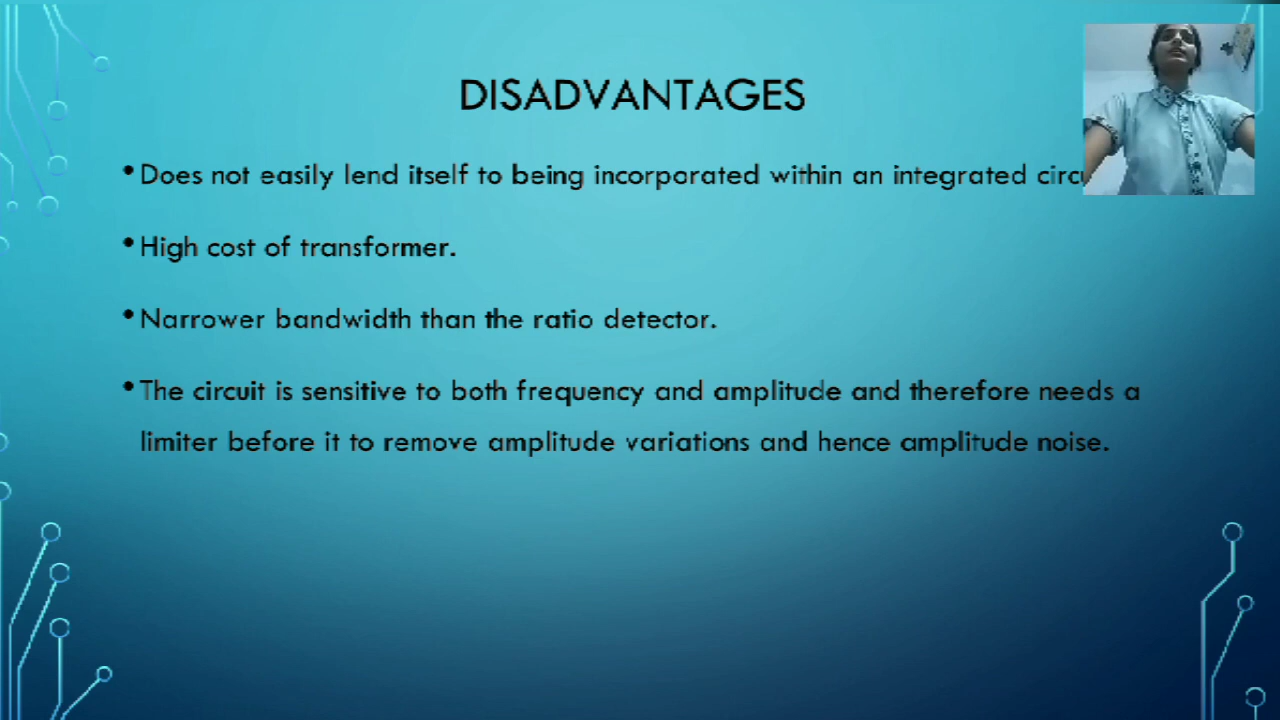 DISADVANTAGES
• Does not easily lend itself to being incorporated within an integrated
• High cost of transformer.
• Narrower bandwidth than the ratio detector.
• The circuit is sensitive to both frequency and amplitude and therefore needs a
limiter before it to remove amplitude variations and hence amplitude noise.